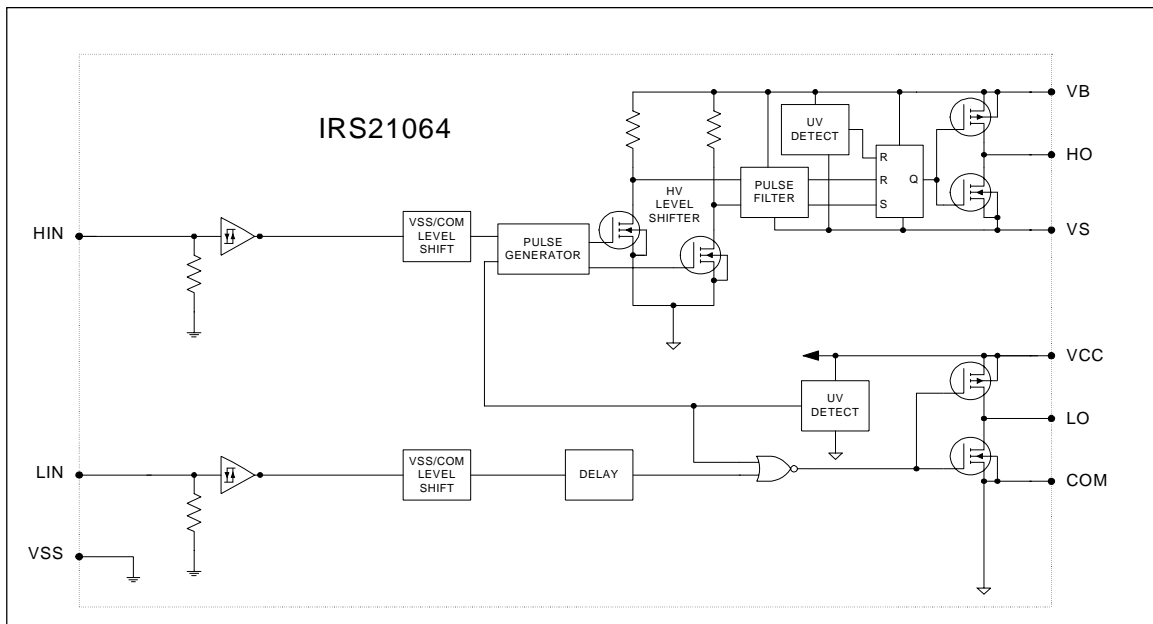 IRS21064
VB
UV
DETECT
HO
R
R
Q
S
PULSE
FILTER
HV
LEVEL
SHIFTER
VS
HIN
VSS/COM
LEVEL
SHIFT
PULSE
GENERATOR
VCC
UV
DETECT
LO
LIN
VSS/COM
LEVEL
SHIFT
DELAY
COM
VSS